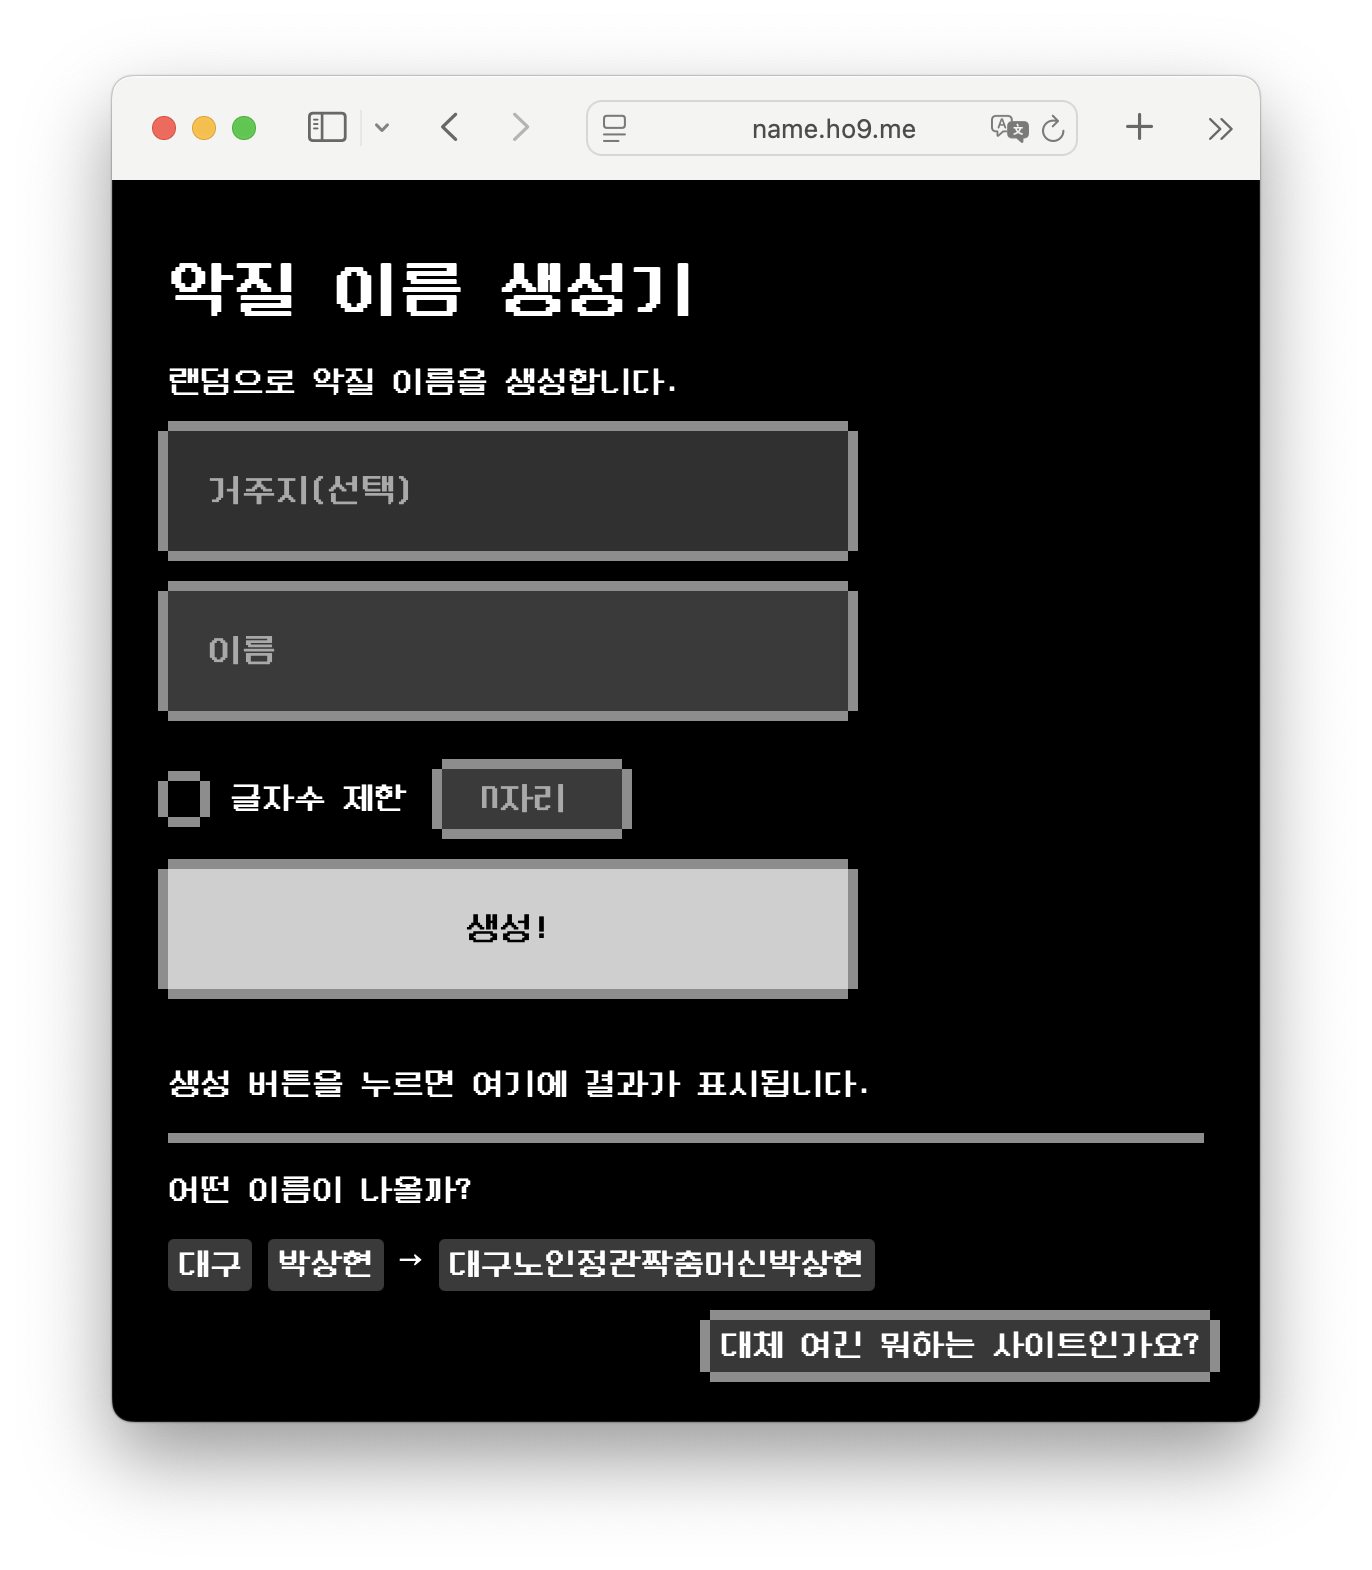 name.ho9.me
악질 이름 생성기
랜덤으로 악질 이름을 생성합니다.
거주지(선택)
이름
글자수 제한 n자리
생성!
생성 버튼을 누르면 여기에 결과가 표시됩니다.
어떤 이름이 나올까?
대구 박상현 → 대구노인정관짝춤머신박상현
대체 여긴 뭐하는 사이트인가요?